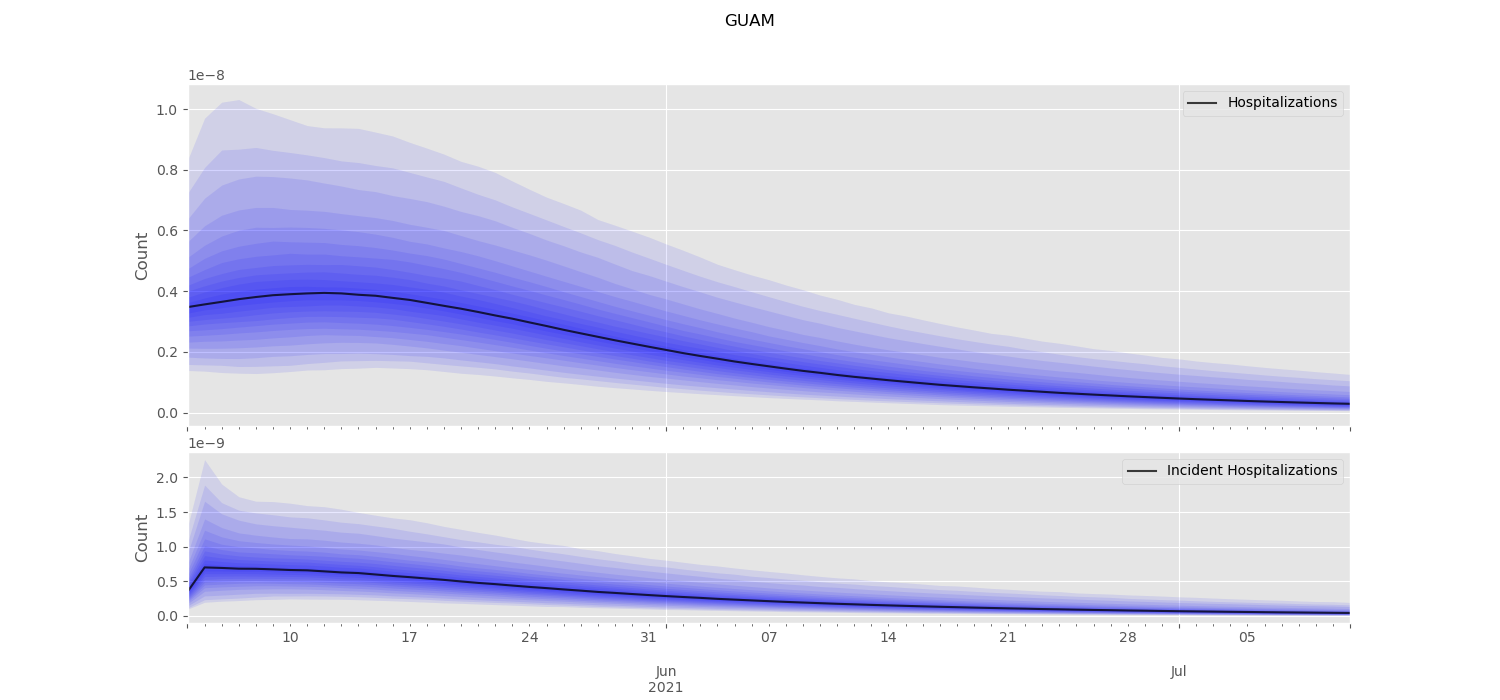 GUAM
1e−8
Hospitalizations
1.0
0.8
0.6
0.4
0.2
0.0
Count
1e−9
Incident Hospitalizations
2.0
1.5
1.0
0.5
0.0
Count
10 17 24 31 07 14 21 28 05
Jun Jul
2021